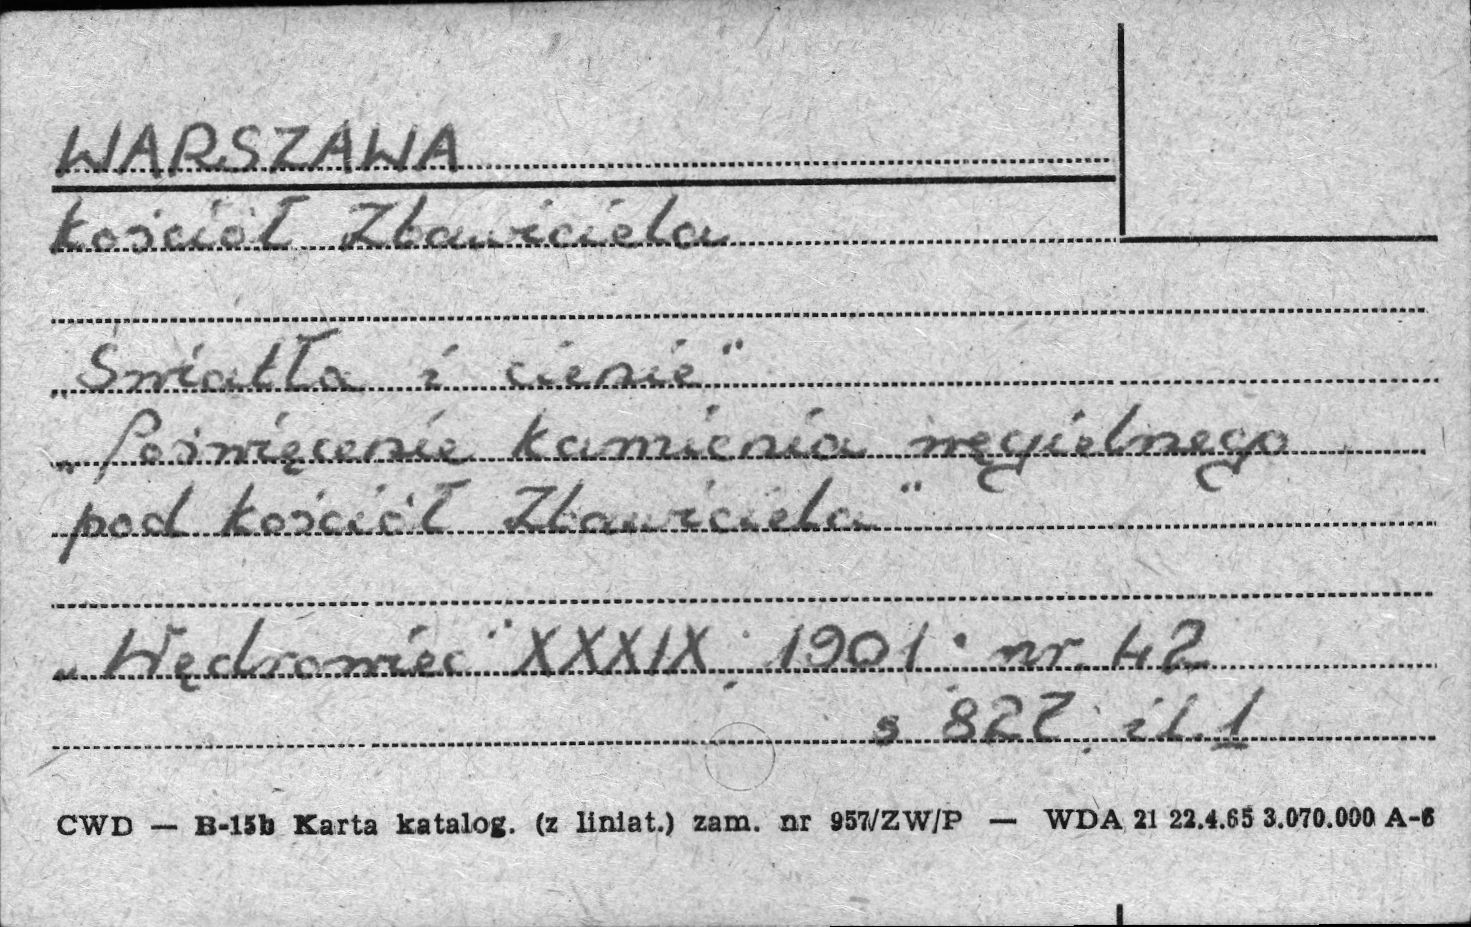 WARSZAWA
kościół Zbawiciela
„Światła i cienie"
„Poświęcenie kamienia węgielnego
pod kościół Zbawiciela"
„Wędrowiec" XXXIX; 1901; nr. 42
s 827; il. 1
CWD — B-15b Karta katalog. (z liniat.) zam. nr 957/ZW/P — WDA 21 22.4.65 3.070.000 A-6